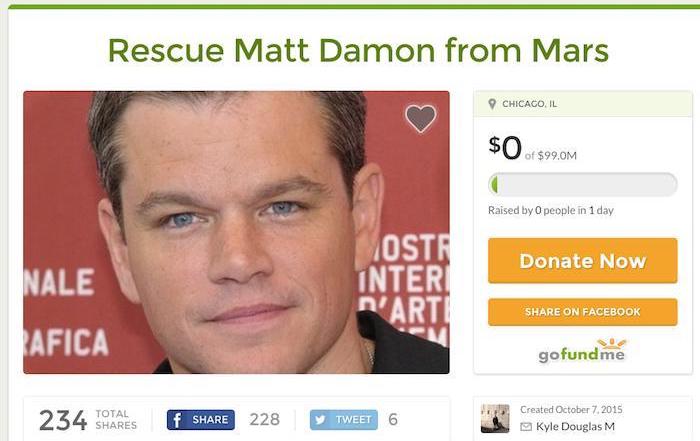 Rescue Matt Damon from Mars
NALE
RAFICA
MOSTR
INTER
D'ARTE
CHICAGO, IL
$0 of $99.0M
Raised by 0 people in 1 day
Donate Now
SHARE ON FACEBOOK
gofundme
234 TOTAL
SHARES
f SHARE 228
TWEET 6
Created October 7, 2015
Kyle Douglas M